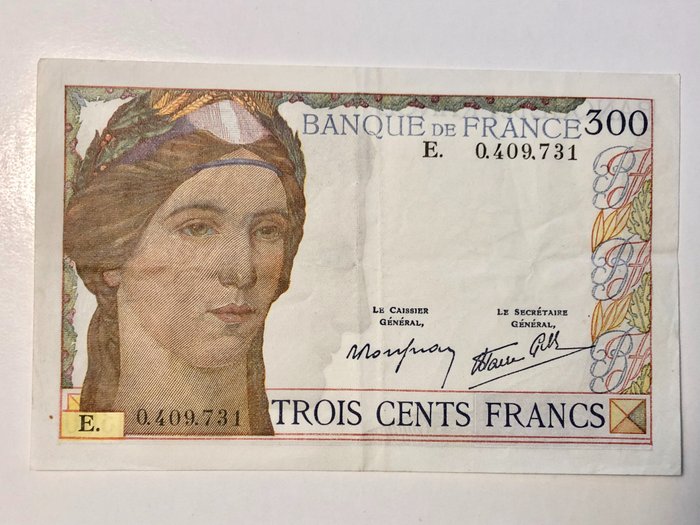 BANQUE DE FRANCE 300
E. 0.409.731
LE CAISSIER
GÉNÉRAL,
LE SECRÉTAIRE
GÉNÉRAL,
E. 0.409.731
TROIS CENTS FRANCS